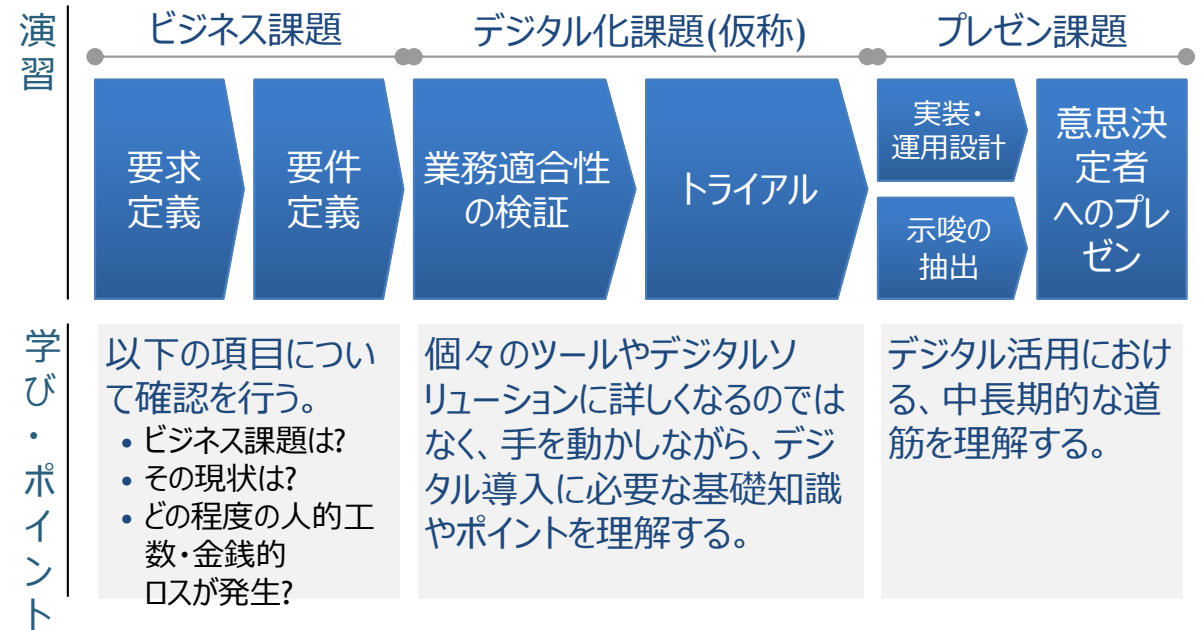 演習
ビジネス課題
デジタル化課題(仮称)
プレゼン課題
要求
定義
要件
定義
業務適合性
の検証
トライアル
実装・
運用設計
示唆の
抽出
意思決
定者
へのプレ
ゼン
学び・ポイント
以下の項目につい
て確認を行う。
• ビジネス課題は?
• その現状は?
• どの程度の人的工
数・金銭的
ロスが発生?
個々のツールやデジタルソ
リューションに詳しくなるのでは
なく、手を動かしながら、デジ
タル導入に必要な基礎知識
やポイントを理解する。
デジタル活用におけ
る、中長期的な道
筋を理解する。